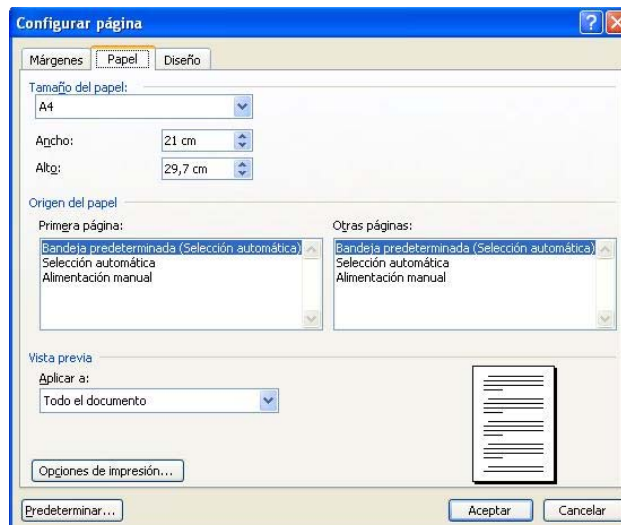 Configurar página
Márgenes Papel Diseño
Tamaño del papel:
A4
Ancho: 21 cm
Alto: 29,7 cm
Origen del papel
Primera página: Otras páginas:
Bandeja predeterminada (Selección automática) Bandeja predeterminada (Selección automática)
Selección automática Selección automática
Alimentación manual Alimentación manual
Vista previa
Aplicar a:
Todo el documento
Opciones de impresión...
Predeterminar... Aceptar Cancelar